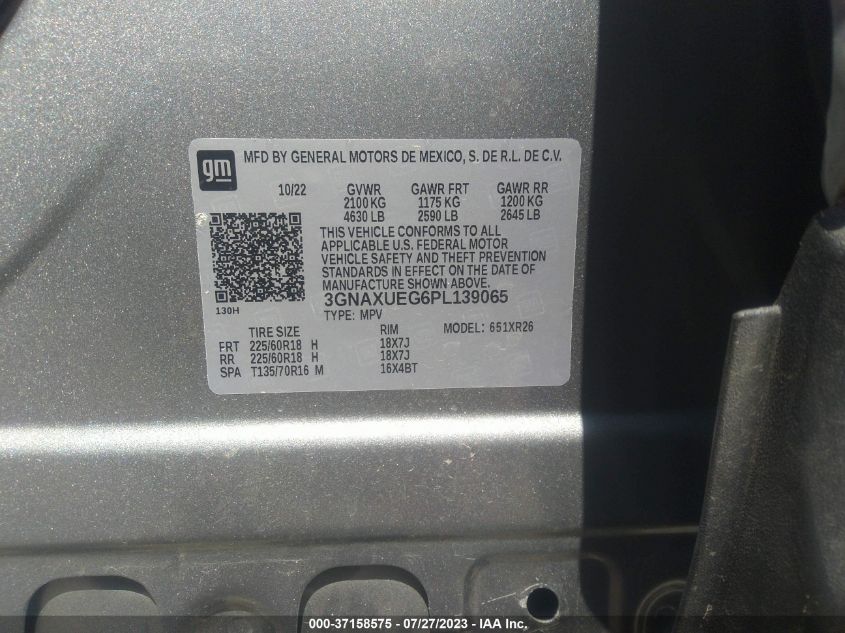 gm
MFD BY GENERAL MOTORS DE MEXICO, S. DE R.L. DE C.V.
10/22 GVWR GAWR FRT GAWR RR
2100 KG 1175 KG 1200 KG
4630 LB 2590 LB 2645 LB
THIS VEHICLE CONFORMS TO ALL
APPLICABLE U.S. FEDERAL MOTOR
VEHICLE SAFETY AND THEFT PREVENTION
STANDARDS IN EFFECT ON THE DATE OF
MANUFACTURE SHOWN ABOVE.
3GNAXUEG6PL139065
130H
TYPE: MPV
TIRE SIZE RIM MODEL: 651XR26
FRT 225/60R18 H 18X7J
RR 225/60R18 H 18X7J
SPA T135/70R16 M 16X4BT
000-37158575 / 07/27/2023 - © IAA Inc.